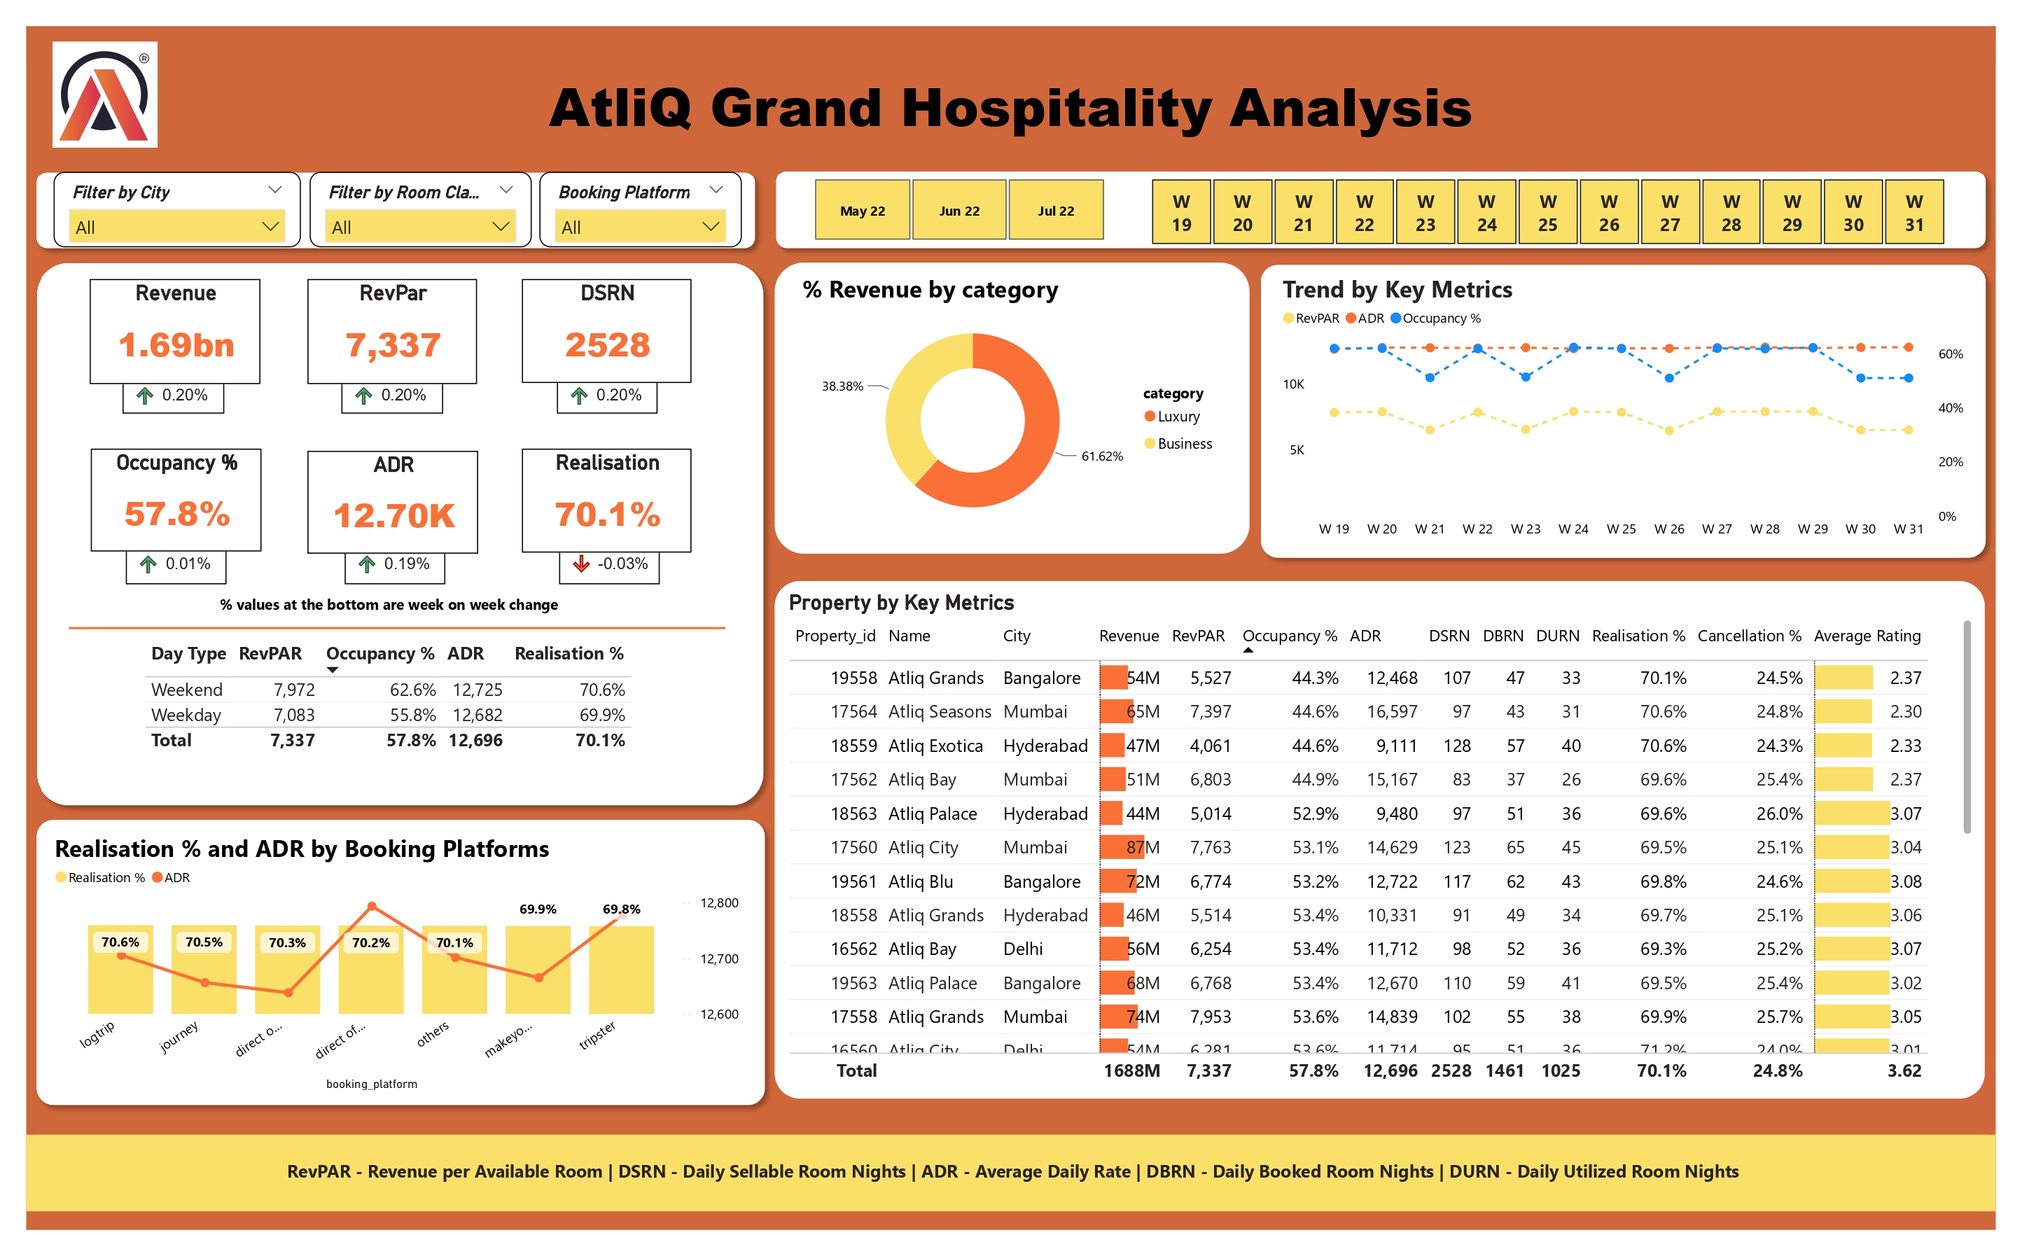 ®
AtliQ Grand Hospitality Analysis
Filter by City
All
Filter by Room Cla...
All
Booking Platform
All
May 22 Jun 22 Jul 22
W 19 W 20 W 21 W 22 W 23 W 24 W 25 W 26 W 27 W 28 W 29 W 30 W 31
Revenue
1.69bn
0.20%
RevPar
7,337
0.20%
DSRN
2528
0.20%
Occupancy %
57.8%
0.01%
ADR
12.70K
0.19%
Realisation
70.1%
-0.03%
% values at the bottom are week on week change
Day Type RevPAR Occupancy % ADR Realisation %
Weekend 7,972 62.6% 12,725 70.6%
Weekday 7,083 55.8% 12,682 69.9%
Total 7,337 57.8% 12,696 70.1%
Realisation % and ADR by Booking Platforms
Realisation % ADR
70.6% 70.5% 70.3% 70.2% 70.1% 69.9% 69.8%
12,800
12,700
12,600
logtrip journey direct o... direct of... others makeyo... tripster
booking_platform
% Revenue by category
38.38%
61.62%
category
Luxury
Business
Trend by Key Metrics
RevPAR ADR Occupancy %
10K
5K
60%
40%
20%
0%
W 19 W 20 W 21 W 22 W 23 W 24 W 25 W 26 W 27 W 28 W 29 W 30 W 31
Property by Key Metrics
Property_id Name City Revenue RevPAR Occupancy % ADR DSRN DBRN DURN Realisation % Cancellation % Average Rating
19558 Atliq Grands Bangalore 54M 5,527 44.3% 12,468 107 47 33 70.1% 24.5% 2.37
17564 Atliq Seasons Mumbai 65M 7,397 44.6% 16,597 97 43 31 70.6% 24.8% 2.30
18559 Atliq Exotica Hyderabad 47M 4,061 44.6% 9,111 128 57 40 70.6% 24.3% 2.33
17562 Atliq Bay Mumbai 51M 6,803 44.9% 15,167 83 37 26 69.6% 25.4% 2.37
18563 Atliq Palace Hyderabad 44M 5,014 52.9% 9,480 97 51 36 69.6% 26.0% 3.07
17560 Atliq City Mumbai 87M 7,763 53.1% 14,629 123 65 45 69.5% 25.1% 3.04
19561 Atliq Blu Bangalore 72M 6,774 53.2% 12,722 117 62 43 69.8% 24.6% 3.08
18558 Atliq Grands Hyderabad 46M 5,514 53.4% 10,331 91 49 34 69.7% 25.1% 3.06
16562 Atliq Bay Delhi 56M 6,254 53.4% 11,712 98 52 36 69.3% 25.2% 3.07
19563 Atliq Palace Bangalore 68M 6,768 53.4% 12,670 110 59 41 69.5% 25.4% 3.02
17558 Atliq Grands Mumbai 74M 7,953 53.6% 14,839 102 55 38 69.9% 25.7% 3.05
16560 Atliq City Delhi 54M 6,281 53.6% 11,714 95 51 36 71.2% 24.0% 3.01
Total 1688M 7,337 57.8% 12,696 2528 1461 1025 70.1% 24.8% 3.62
RevPAR - Revenue per Available Room | DSRN - Daily Sellable Room Nights | ADR - Average Daily Rate | DBRN - Daily Booked Room Nights | DURN - Daily Utilized Room Nights